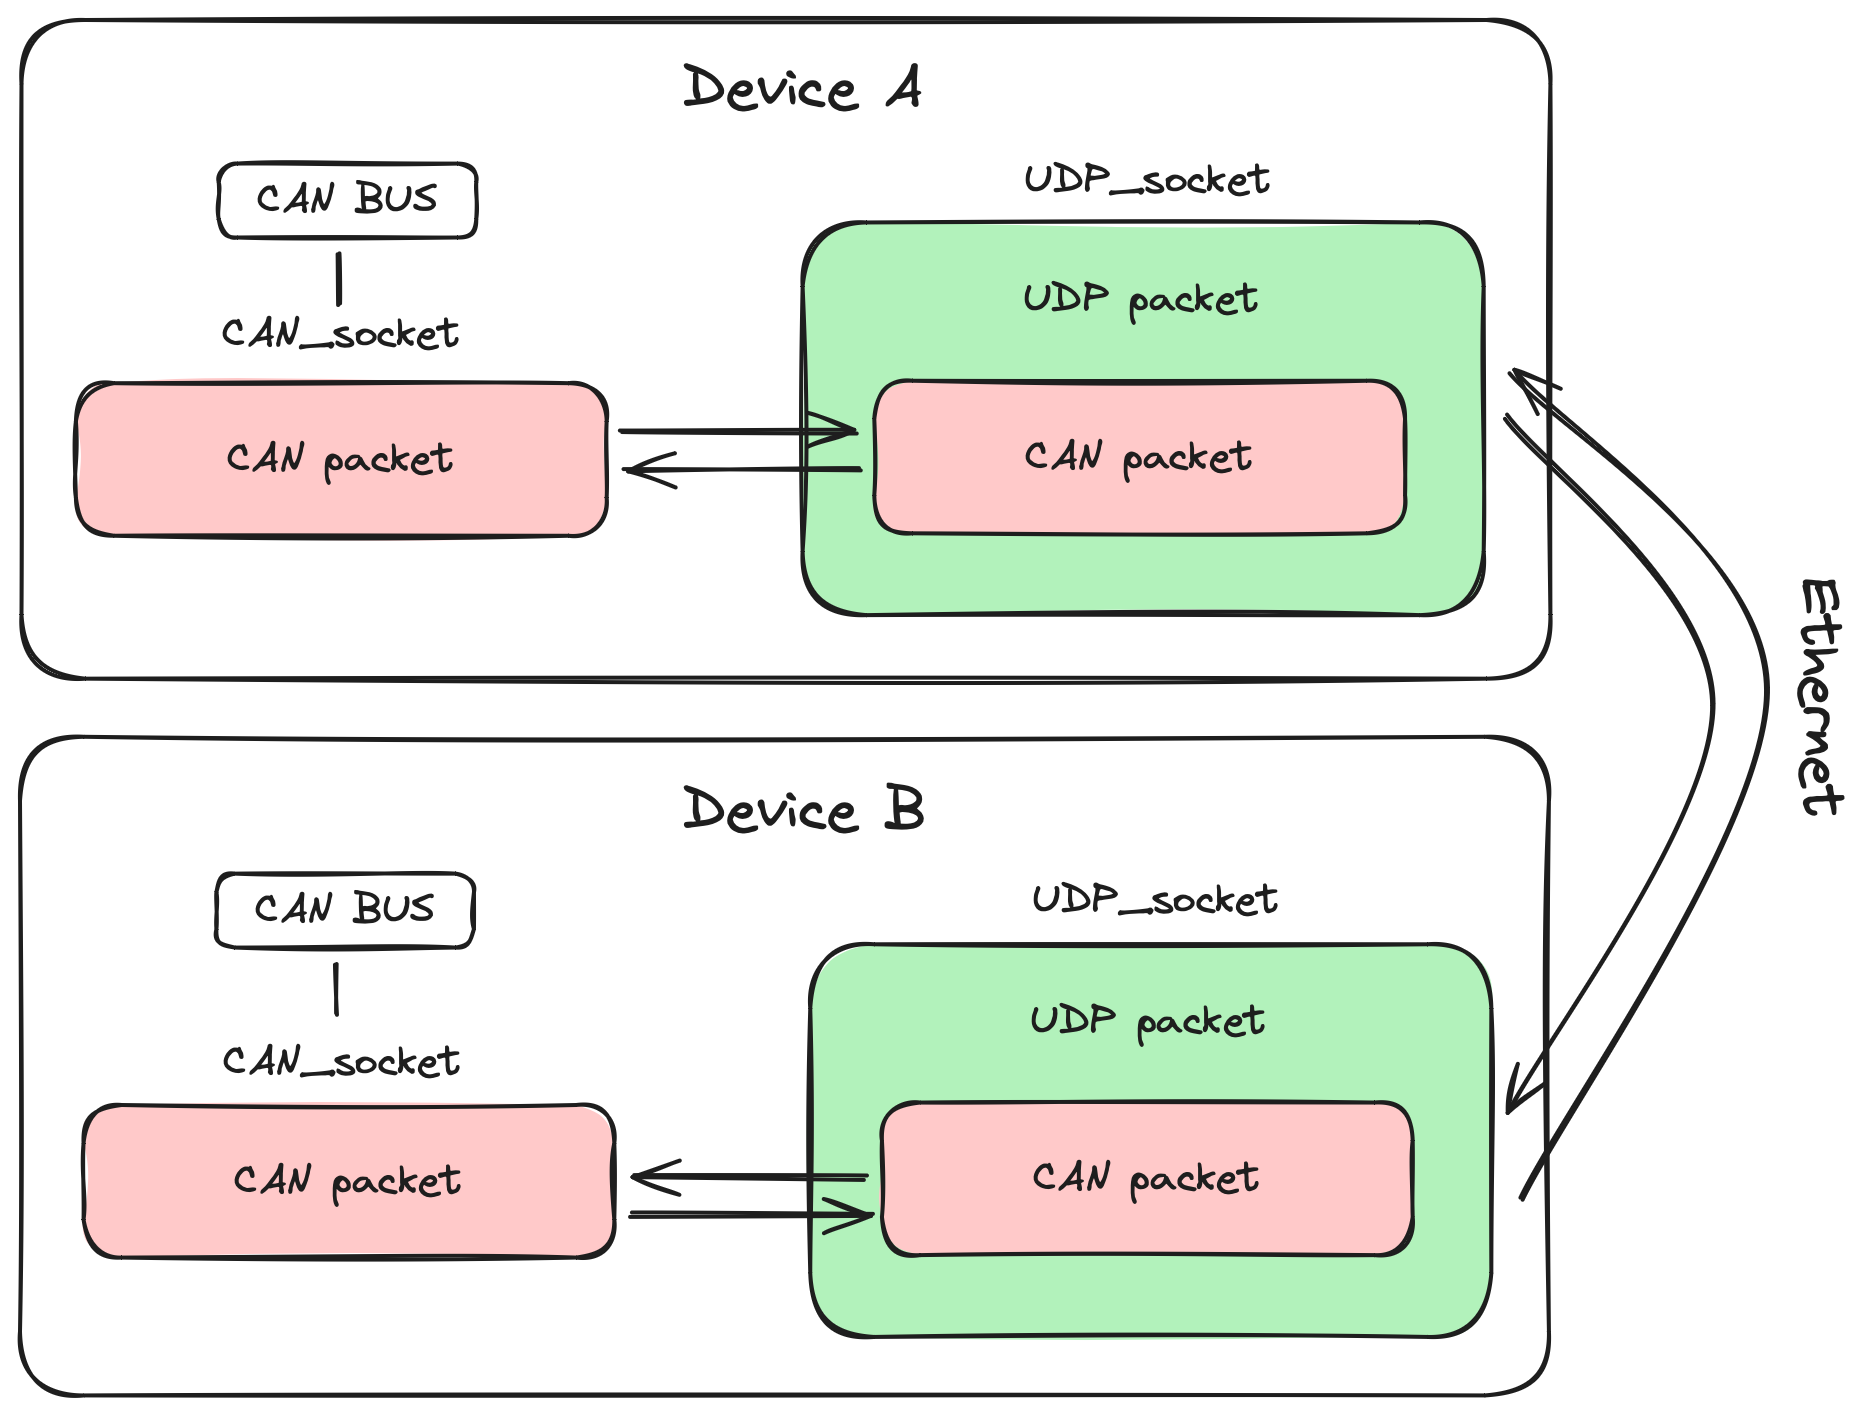 Device A
CAN BUS
UDP_socket
UDP packet
CAN_socket
CAN packet
CAN packet
Ethernet
Device B
CAN BUS
UDP_socket
UDP packet
CAN_socket
CAN packet
CAN packet